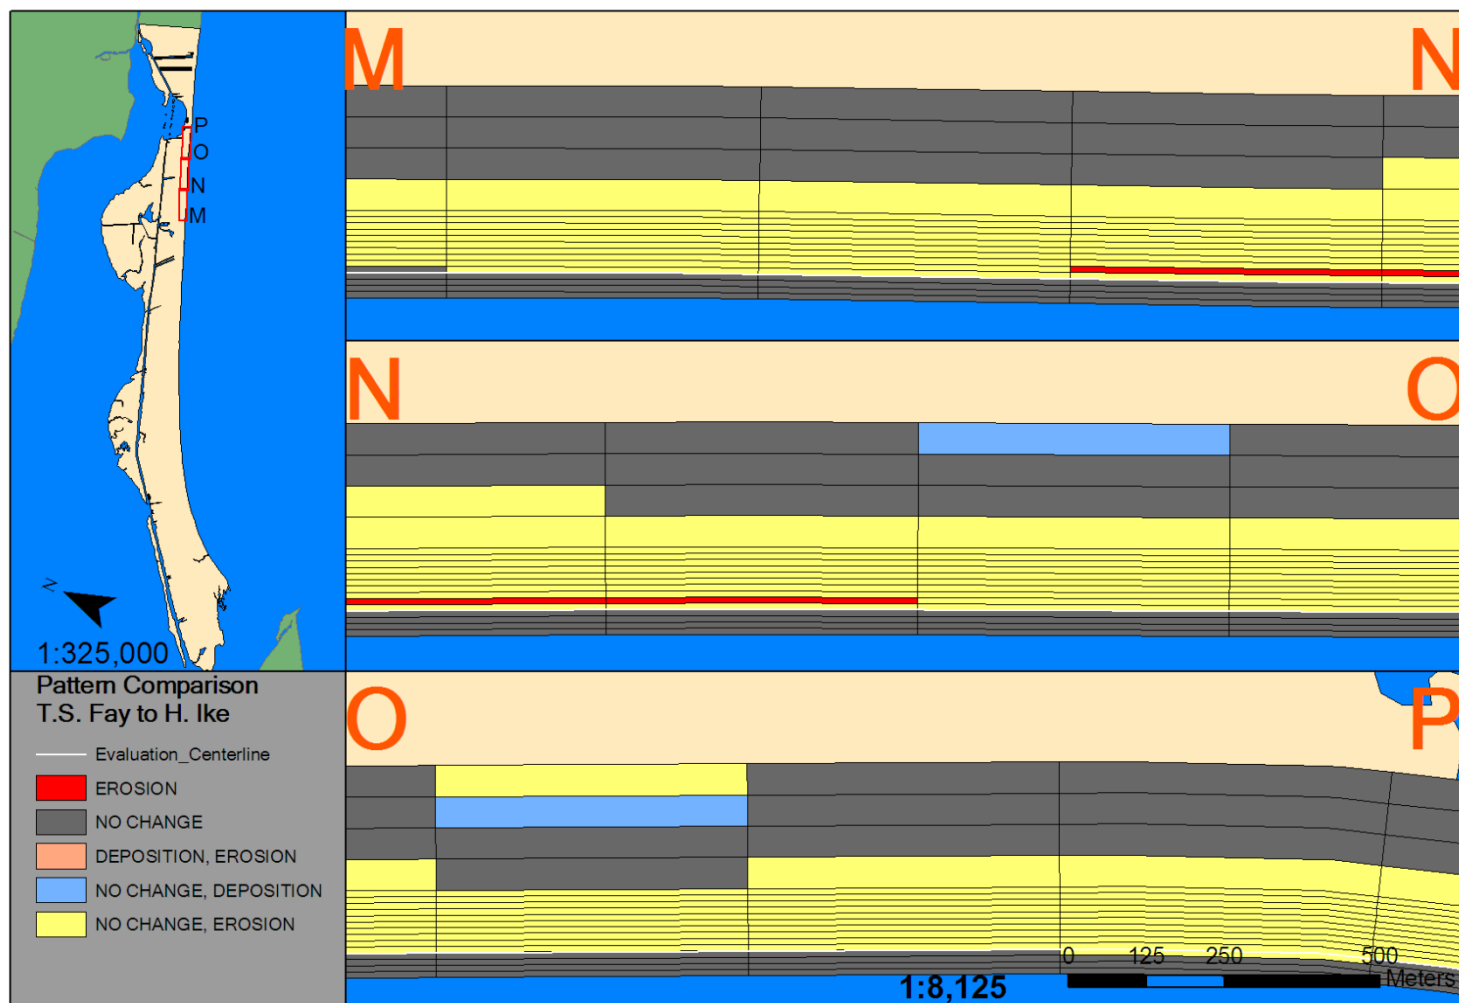 M
N
P
O
N
M
N
O
N
1:325,000
Pattern Comparison
T.S. Fay to H. Ike
Evaluation_Centerline
EROSION
NO CHANGE
DEPOSITION, EROSION
NO CHANGE, DEPOSITION
NO CHANGE, EROSION
O
P
0 125 250 500
Meters
1:8,125